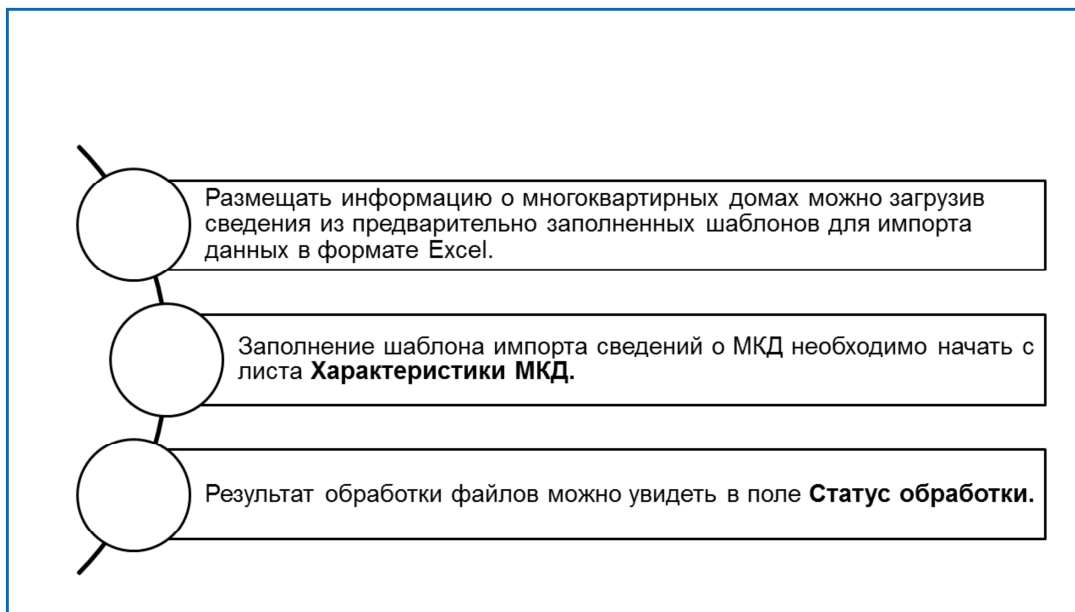 Размещать информацию о многоквартирных домах можно загрузив
сведения из предварительно заполненных шаблонов для импорта
данных в формате Excel.
Заполнение шаблона импорта сведений о МКД необходимо начать с
листа Характеристики МКД.
Результат обработки файлов можно увидеть в поле Статус обработки.